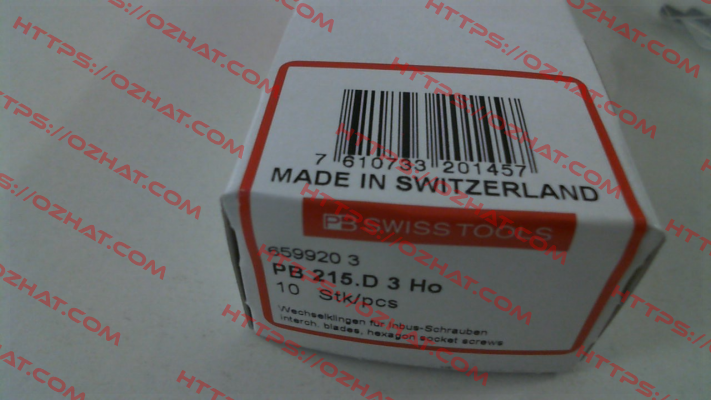 7 610733 201457
MADE IN SWITZERLAND
PB SWISS TOOLS
659920 3
PB 215.D 3 Ho
10 Stk/pcs
Wechselklingen für Inbus-Schrauben
interch. blades, hexagon socket screws
HTTPS://OZHAT.COM